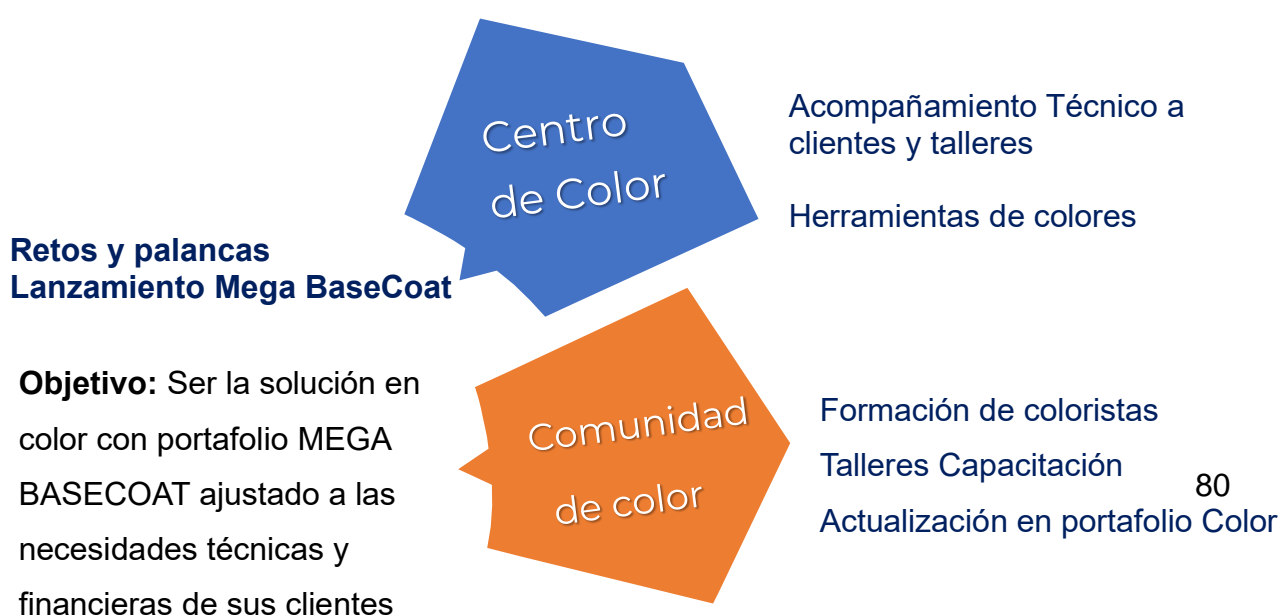 Centro
de Color
Acompañamiento Técnico a
clientes y talleres
Herramientas de colores
Retos y palancas
Lanzamiento Mega BaseCoat
Objetivo: Ser la solución en
color con portafolio MEGA
BASECOAT ajustado a las
necesidades técnicas y
financieras de sus clientes
Comunidad
de color
Formación de coloristas
Talleres Capacitación
80
Actualización en portafolio Color